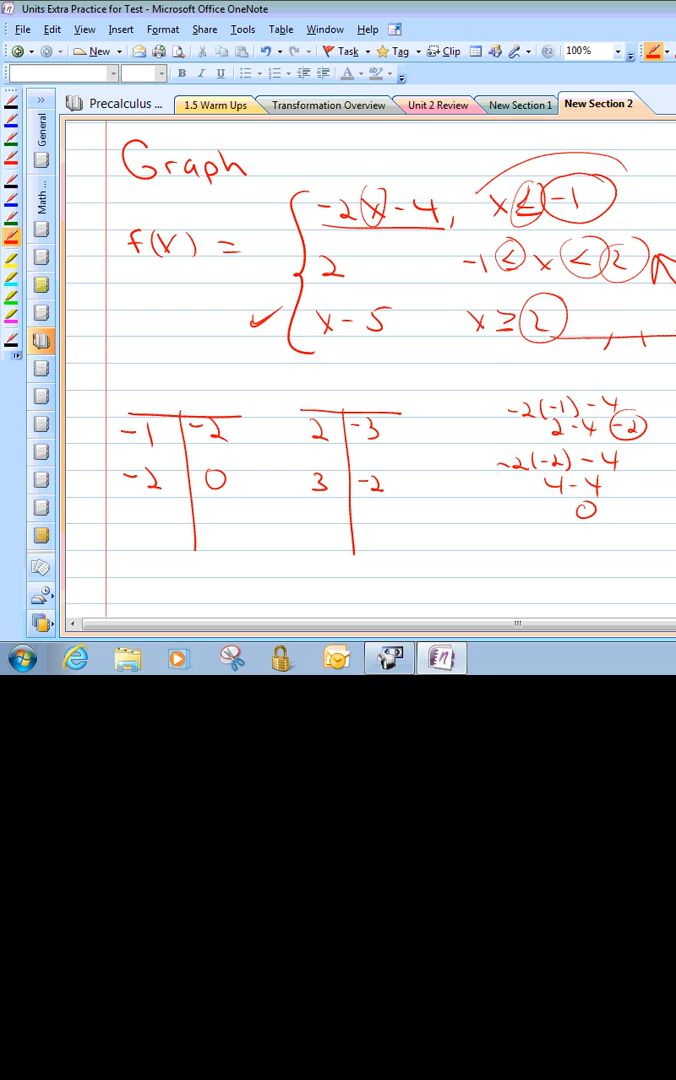 Units Extra Practice for Test - Microsoft Office OneNote
File Edit View Insert Format Share Tools Table Window Help
New Task Tag Clip 100%
B I U A ab
General
Math ...
Precalculus ... 1.5 Warm Ups Transformation Overview Unit 2 Review New Section 1 New Section 2
Graph
-2(x)-4, x ≤ -1
f(x) = { 2 -1 < x < 2
x - 5 x ≥ 2
-1 | -2 2 | -3
-2 | 0 3 | -2
-2(-1) - 4
2 - 4 -2
-2(-2) - 4
4 - 4
0